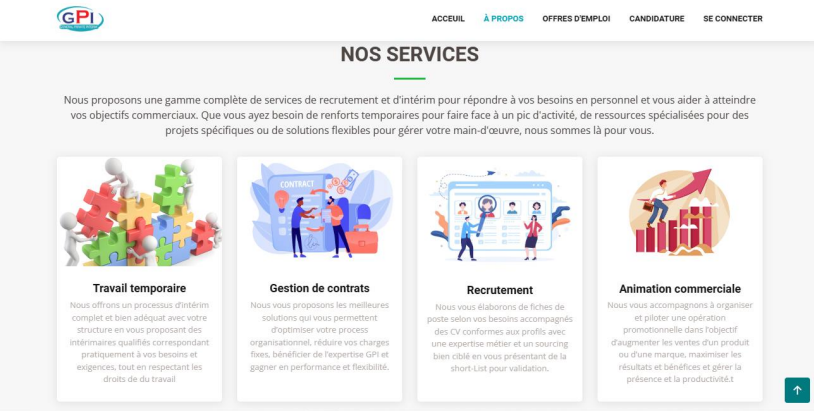 GPI
ACCEUIL À PROPOS OFFRES D'EMPLOI CANDIDATURE SE CONNECTER
NOS SERVICES
Nous proposons une gamme complète de services de recrutement et d'intérim pour répondre à vos besoins en personnel et vous aider à atteindre
vos objectifs commerciaux. Que vous ayez besoin de renforts temporaires pour faire face à un pic d'activité, de ressources spécialisées pour des
projets spécifiques ou de solutions flexibles pour gérer votre main-d'œuvre, nous sommes là pour vous.
CONTRACT
Travail temporaire
Nous offrons un processus d'intérim
complet et bien adéquat avec votre
structure en vous proposant des
intérimaires qualifiés correspondant
pratiquement à vos besoins et
exigences, tout en respectant les
droits de du travail
Gestion de contrats
Nous vous proposons les meilleures
solutions qui vous permettent
d'optimiser votre process
organisationnel, réduire vos charges
fixes, bénéficier de l'expertise GPI et
gagner en performance et flexibilité.
Recrutement
Nous vous élaborons de fiches de
poste selon vos besoins accompagnés
des CV conformes aux profils avec
une expertise métier et un sourcing
bien ciblé en vous présentant de la
short-List pour validation.
Animation commerciale
Nous vous accompagnons à organiser
et piloter une opération
promotionnelle dans l'objectif
d'augmenter les ventes d'un produit
ou d'une marque, maximiser les
résultats et bénéfices et gérer la
présence et la productivité.t